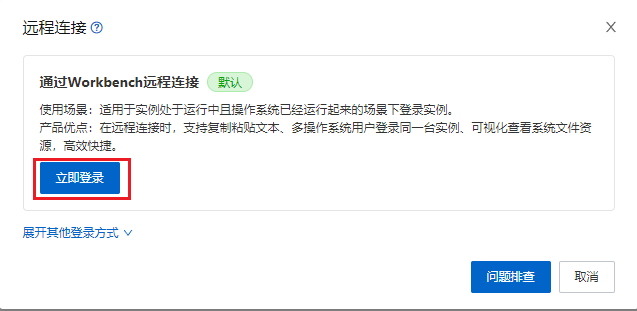 远程连接
通过Workbench远程连接 默认
使用场景：适用于实例处于运行中且操作系统已经运行起来的场景下登录实例。
产品优点：在远程连接时，支持复制粘贴文本、多操作系统用户登录同一台实例、可视化查看系统文件资
源，高效快捷。
立即登录
展开其他登录方式
问题排查 取消